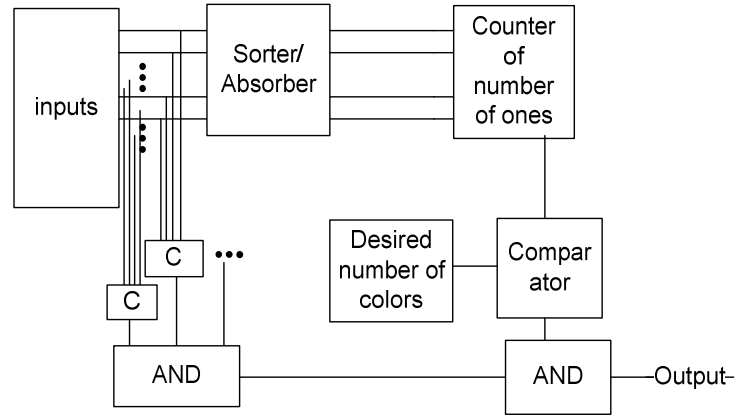 inputs
Sorter/
Absorber
Counter
of
number
of ones
C
C
Desired
number of
colors
Compar
ator
AND
AND
Output